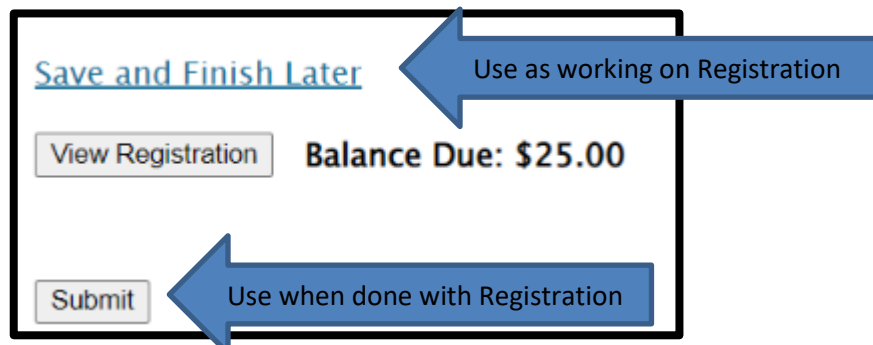 Save and Finish Later
Use as working on Registration
View Registration
Balance Due: $25.00
Submit
Use when done with Registration